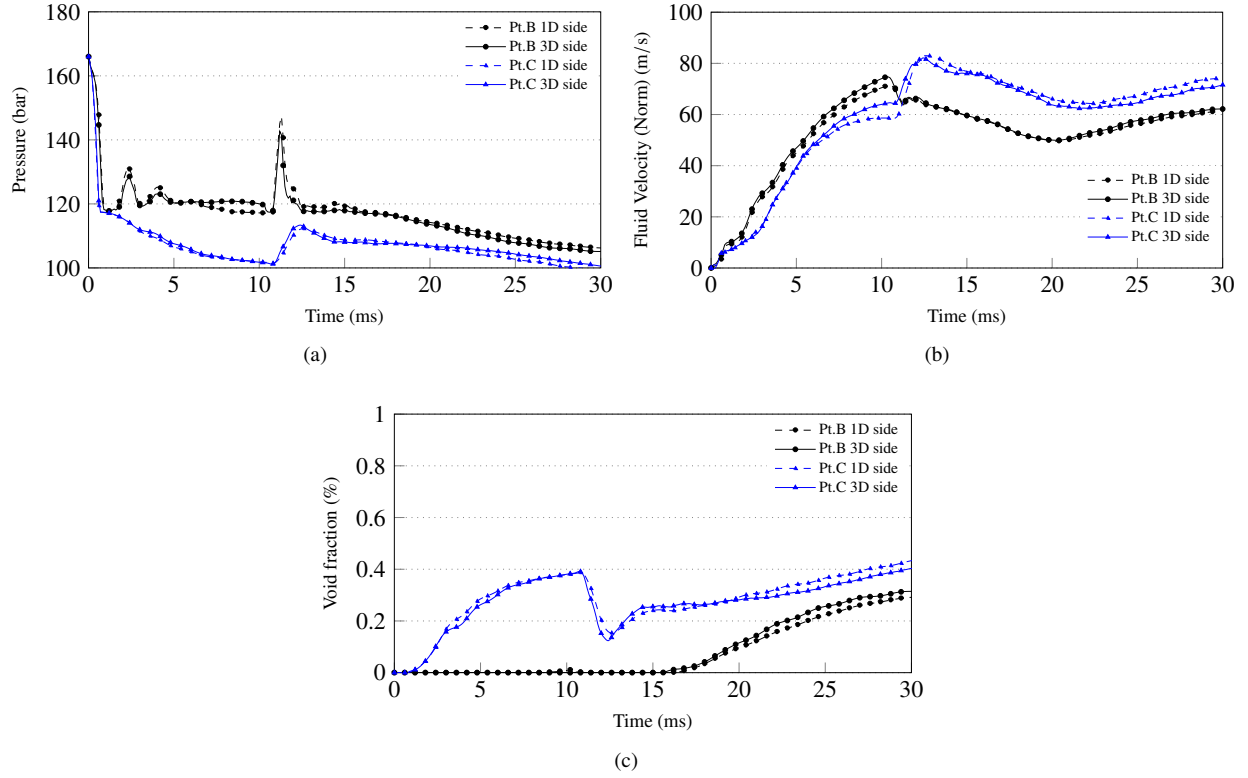 180
160
140
120
100
0
5
10
15
20
25
30
Pressure (bar)
Time (ms)
Pt.B 1D side
Pt.B 3D side
Pt.C 1D side
Pt.C 3D side
(a)
100
80
60
40
20
0
0
5
10
15
20
25
30
Fluid Velocity (Norm) (m/s)
Time (ms)
Pt.B 1D side
Pt.B 3D side
Pt.C 1D side
Pt.C 3D side
(b)
1
0.8
0.6
0.4
0.2
0
0
5
10
15
20
25
30
Void fraction (%)
Time (ms)
Pt.B 1D side
Pt.B 3D side
Pt.C 1D side
Pt.C 3D side
(c)